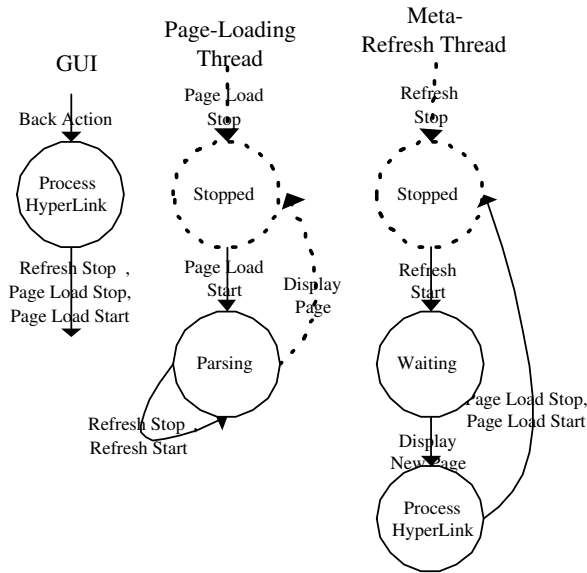 GUI
Back Action
Process
HyperLink
Refresh Stop ,
Page Load Stop,
Page Load Start
Page-Loading
Thread
Page Load
Stop
Stopped
Page Load
Start
Display
Page
Parsing
Refresh Stop ,
Refresh Start
Meta-
Refresh Thread
Refresh
Stop
Stopped
Refresh
Start
Waiting
Page Load Stop,
Page Load Start
Display
New Page
Process
HyperLink